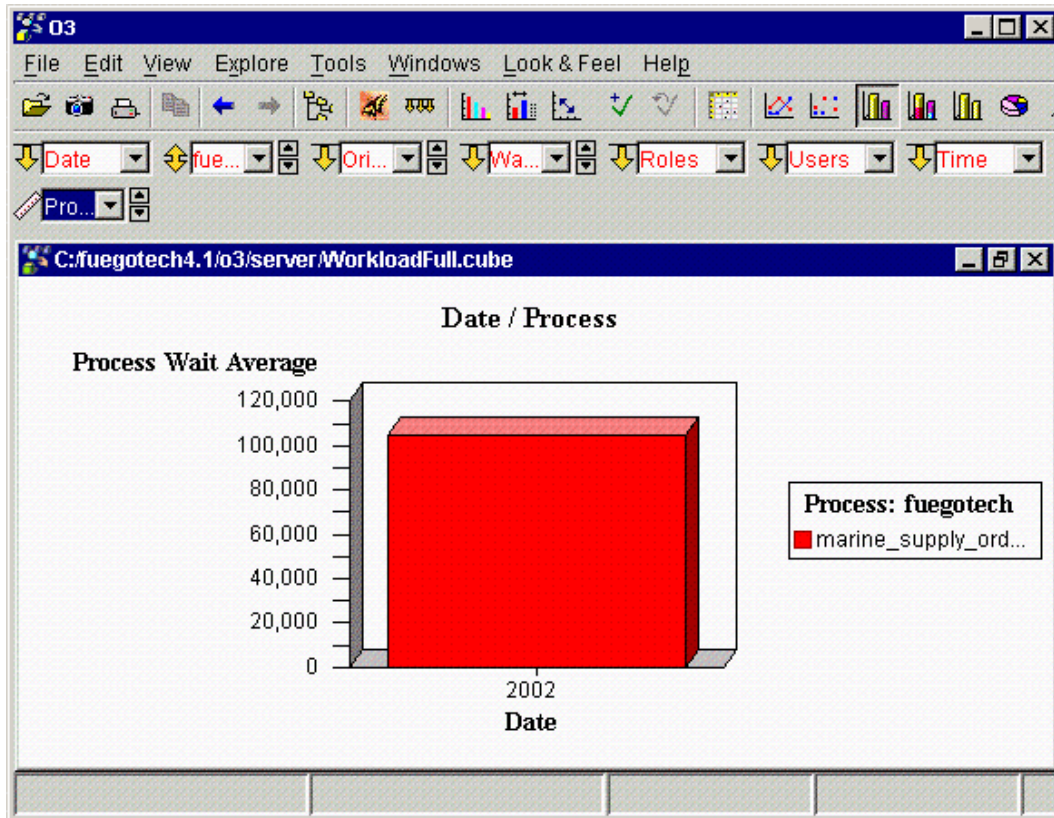 O3
File Edit View Explore Tools Windows Look & Feel Help
Date fue... Ori... Wa... Roles Users Time
Pro...
C:/fuegotech4.1/o3/server/WorkloadFull.cube
Date / Process
Process Wait Average
120,000
100,000
80,000
60,000
40,000
20,000
0
2002
Date
Process: fuegotech
marine_supply_ord...